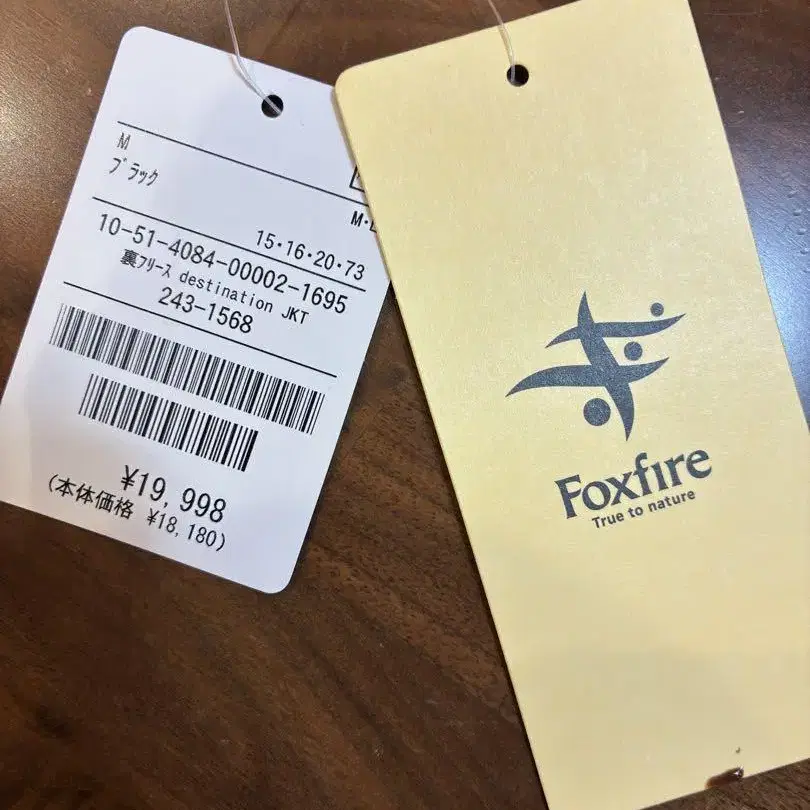 M
ブラック
M・
15・16・20・73
10-51-4084-00002-1695
裏フリース destination JKT
243-1568
¥19,998
(本体価格 ¥18,180)
Foxfire
True to nature